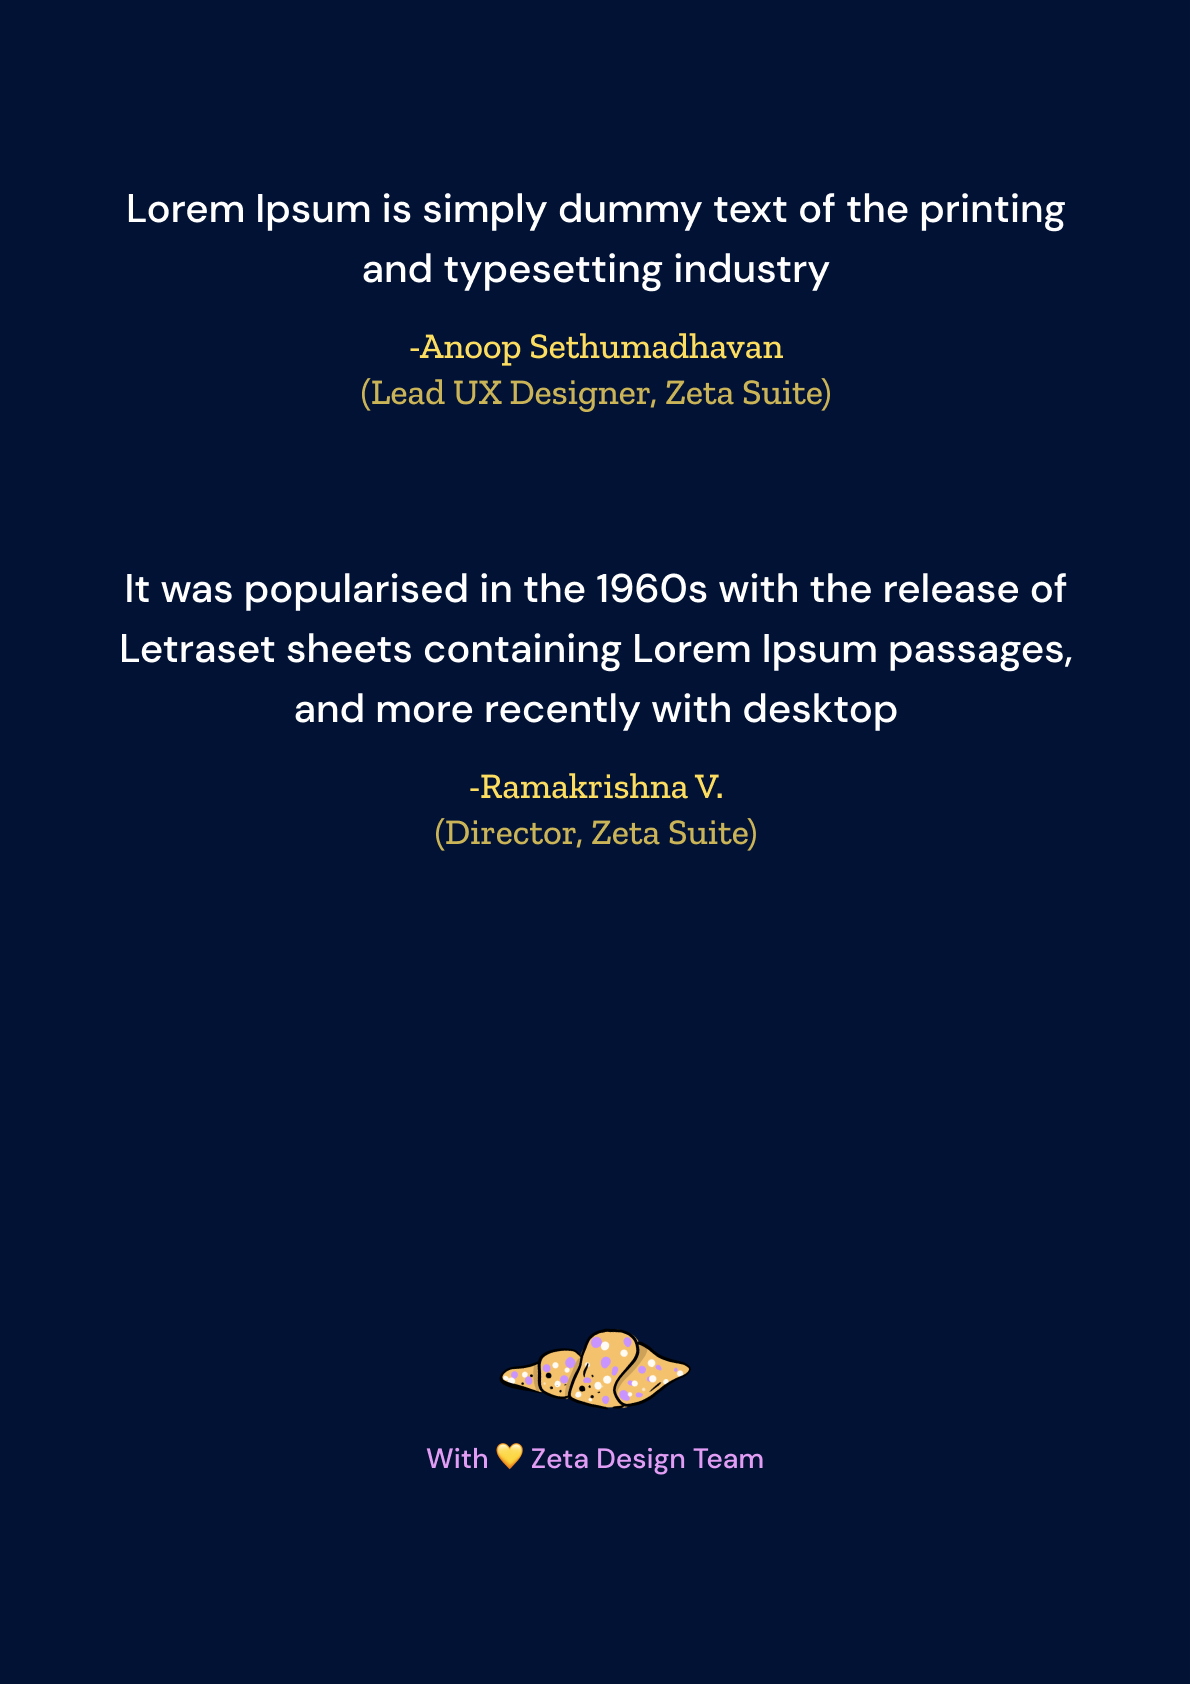 Lorem Ipsum is simply dummy text of the printing
and typesetting industry
-Anoop Sethumadhavan
(Lead UX Designer, Zeta Suite)
It was popularised in the 1960s with the release of
Letraset sheets containing Lorem Ipsum passages,
and more recently with desktop
-Ramakrishna V.
(Director, Zeta Suite)
With 💛 Zeta Design Team